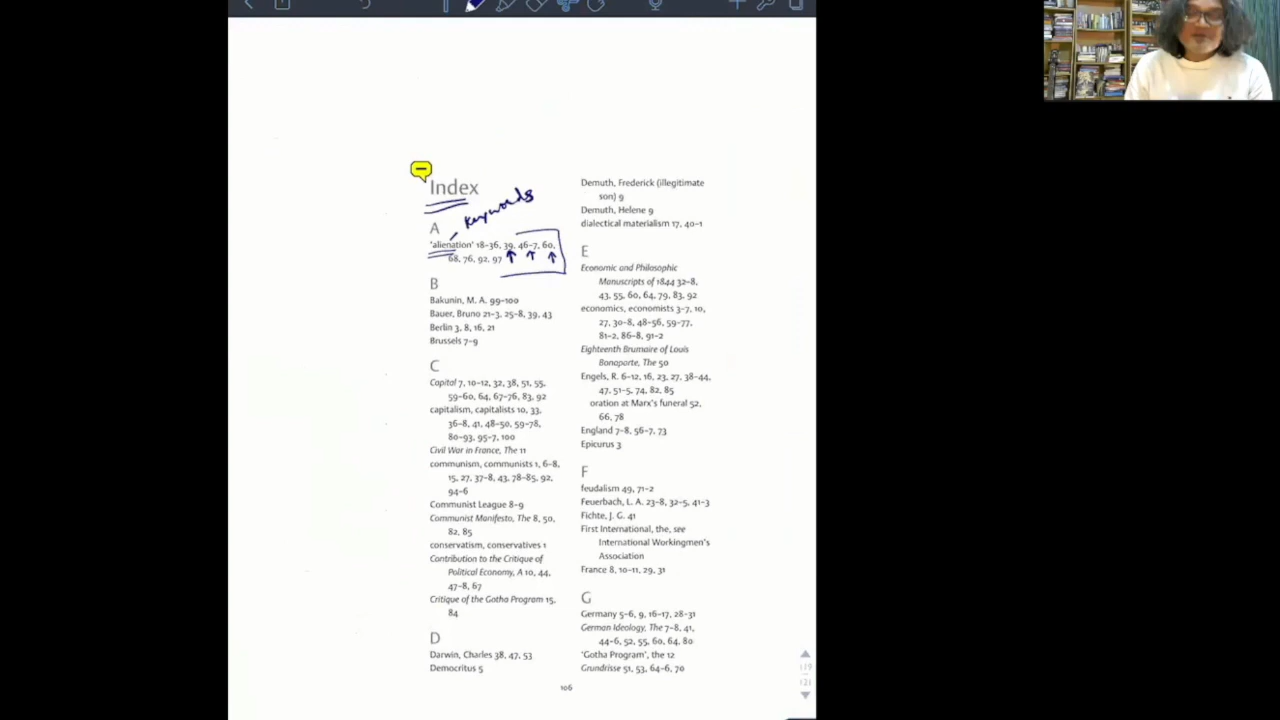 Index
Keywords
A
'alienation' 18–36, 39, 46–7, 60,
68, 76, 92, 97
B
Bakunin, M. A. 99–100
Bauer, Bruno 21–3, 25–8, 39, 43
Berlin 3, 8, 16, 21
Brussels 7–9
C
Capital 7, 10–12, 32, 38, 51, 55,
59–60, 64, 67–76, 83, 92
capitalism, capitalists 10, 33,
36–8, 41, 48–50, 59–78,
80–93, 95–7, 100
Civil War in France, The 11
communism, communists 1, 6–8,
15, 27, 37–8, 43, 78–85, 92,
94–6
Communist League 8–9
Communist Manifesto, The 8, 50,
82, 85
conservatism, conservatives 1
Contribution to the Critique of
Political Economy, A 10, 44,
47–8, 67
Critique of the Gotha Program 15,
84
D
Darwin, Charles 38, 47, 53
Democritus 5
Demuth, Frederick (illegitimate
son) 9
Demuth, Helene 9
dialectical materialism 17, 40–1
E
Economic and Philosophic
Manuscripts of 1844 32–8,
43, 55, 60, 64, 79, 83, 92
economics, economists 3–7, 10,
27, 30–8, 48–56, 59–77,
81–2, 86–8, 91–2
Eighteenth Brumaire of Louis
Bonaparte, The 50
Engels, R. 6–12, 16, 23, 27, 38–44,
47, 51–5, 74, 82, 85
oration at Marx's funeral 52,
66, 78
England 7–8, 56–7, 73
Epicurus 3
F
feudalism 49, 71–2
Feuerbach, L. A. 23–8, 32–5, 41–3
Fichte, J. G. 41
First International, the, see
International Workingmen's
Association
France 8, 10–11, 29, 31
G
Germany 5–6, 9, 16–17, 28–31
German Ideology, The 7–8, 41,
44–6, 52, 55, 60, 64, 80
'Gotha Program', the 12
Grundrisse 51, 53, 64–6, 70
106
119
121